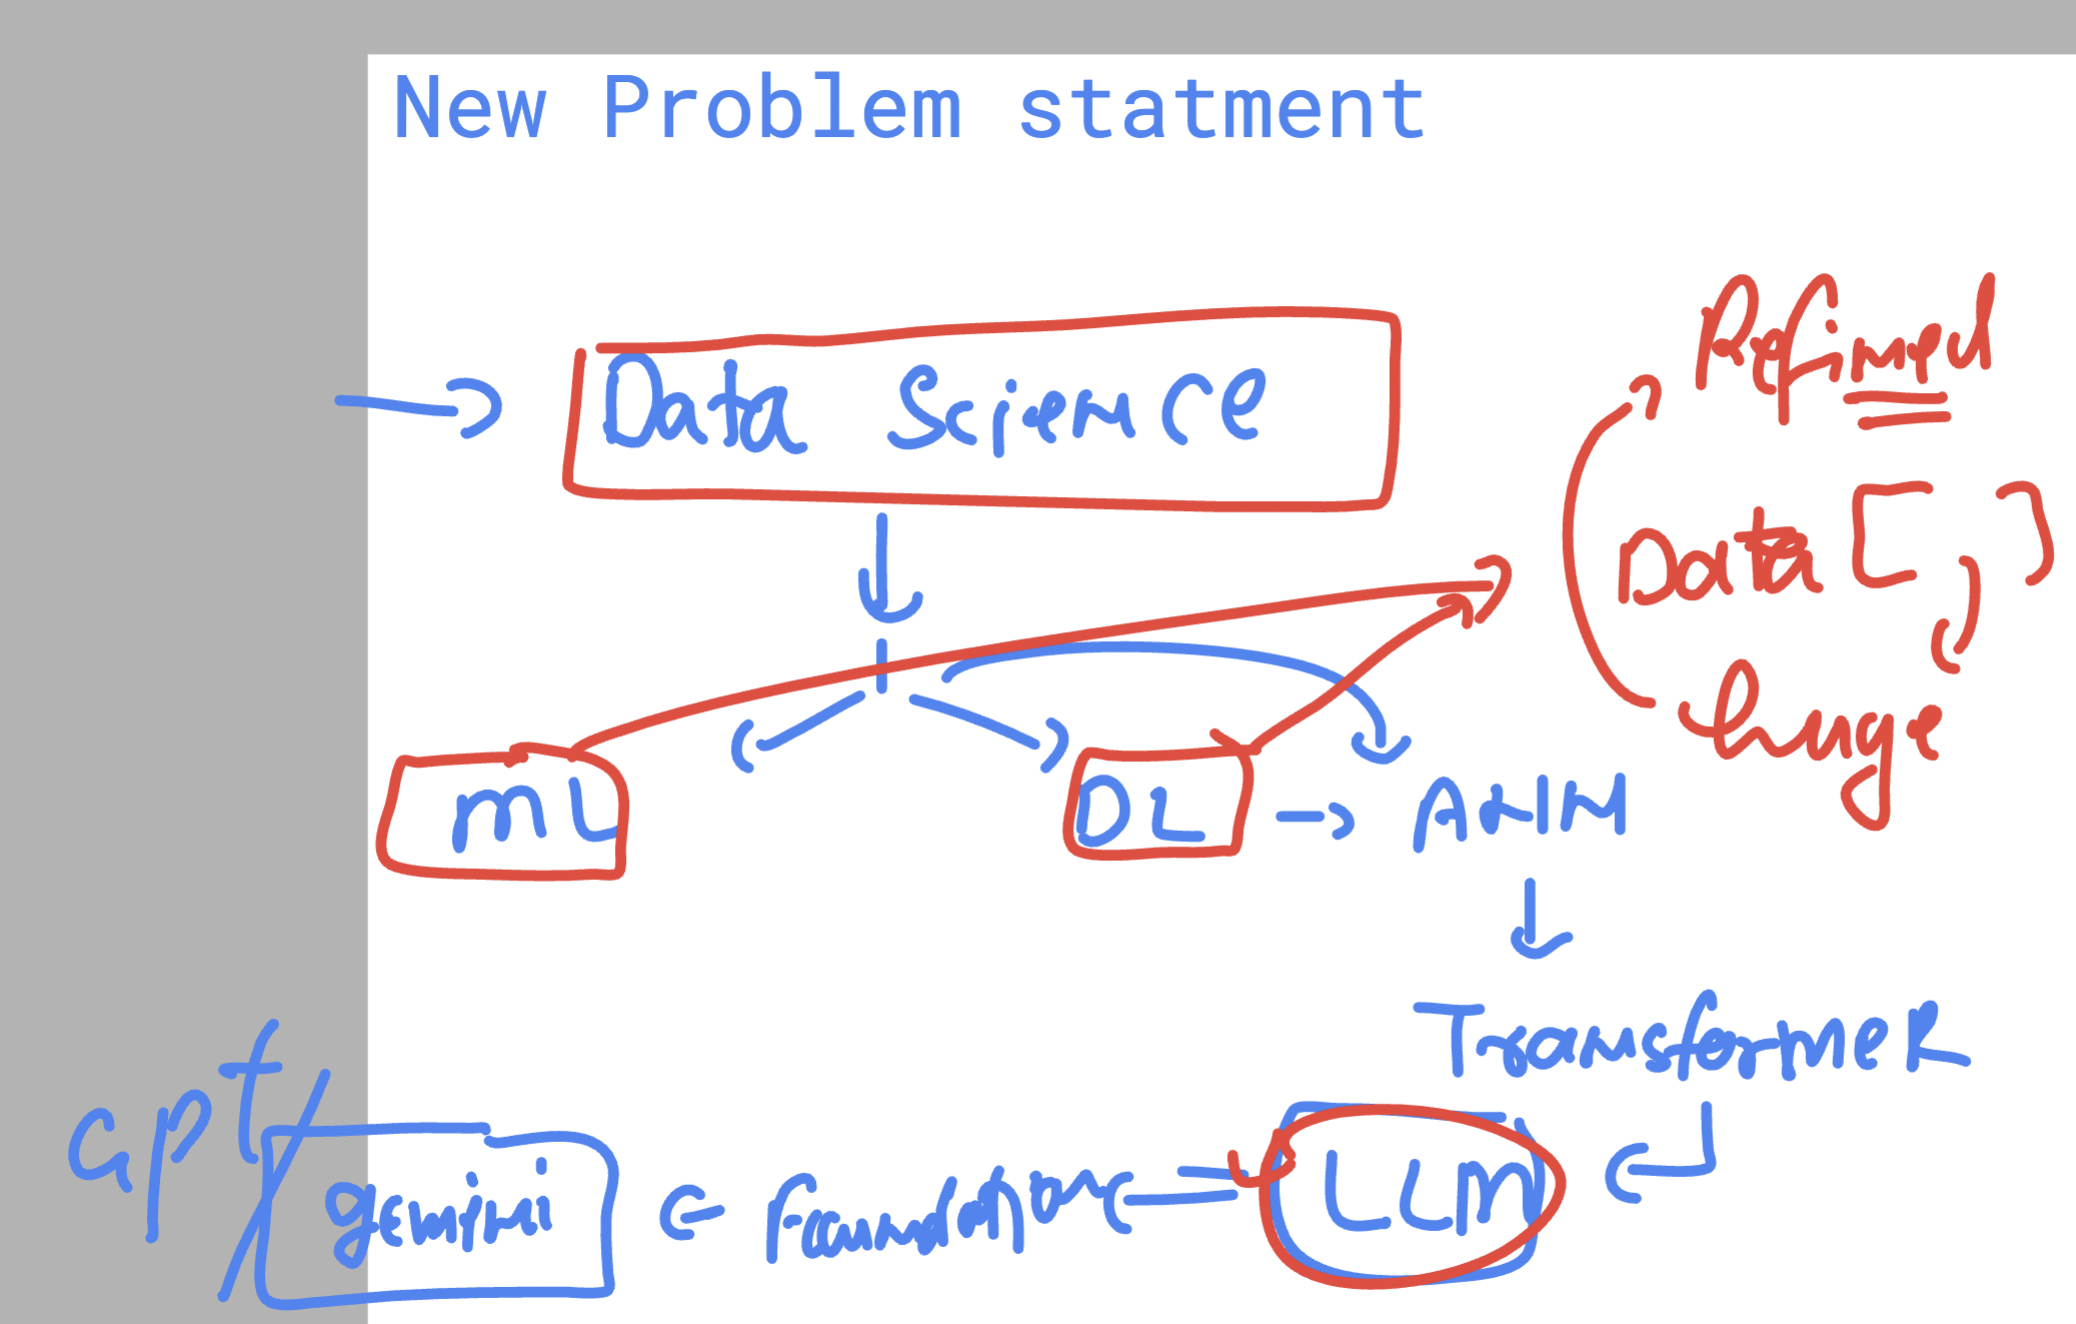 New Problem statment
Data Science
Refined
Data [ , ]
huge
ML
DL → ANN
Transformer
LLM
Foundation
gemini
gpt /